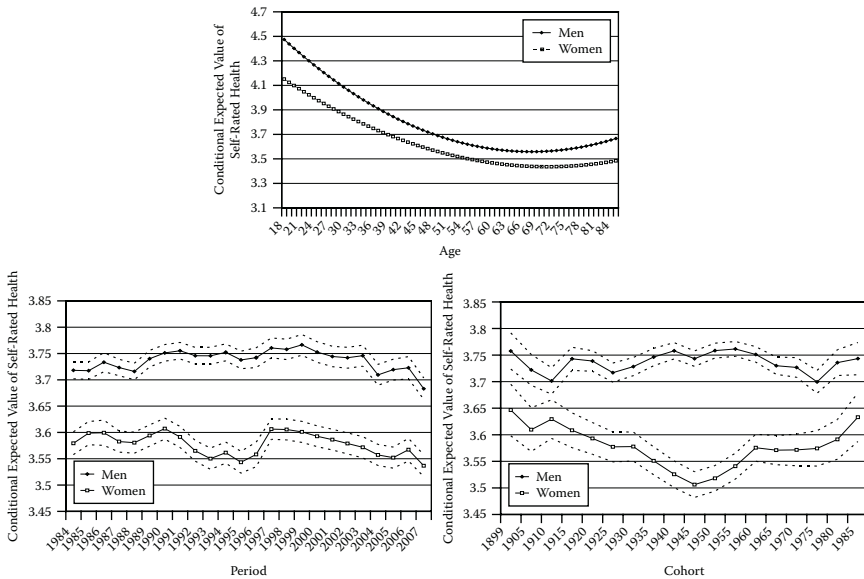 Conditional Expected Value of
Self-Rated Health
4.7
4.5
4.3
4.1
3.9
3.7
3.5
3.3
3.1
Men
Women
18 21 24 27 30 33 36 39 42 45 48 51 54 57 60 63 66 69 72 75 78 81 84
Age
Conditional Expected Value of Self-Rated Health
3.85
3.8
3.75
3.7
3.65
3.6
3.55
3.5
3.45
Men
Women
1984 1985 1986 1987 1988 1989 1990 1991 1992 1993 1994 1995 1996 1997 1998 1999 2000 2001 2002 2003 2004 2005 2006 2007
Period
Conditional Expected Value of Self-Rated Health
3.85
3.8
3.75
3.7
3.65
3.6
3.55
3.5
3.45
Men
Women
1899 1905 1910 1915 1920 1925 1930 1935 1940 1945 1950 1955 1960 1965 1970 1975 1980 1985
Cohort